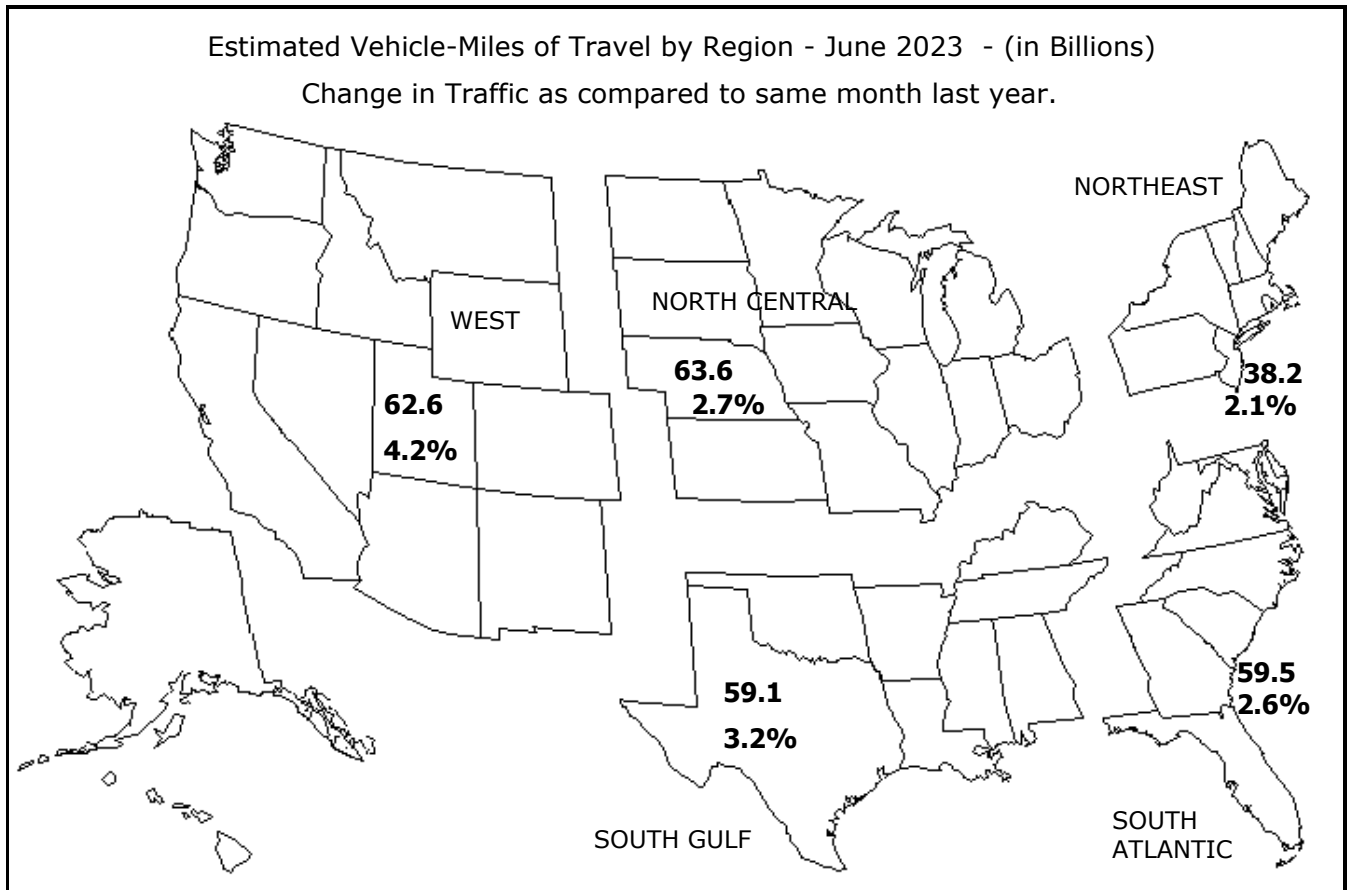 Estimated Vehicle-Miles of Travel by Region - June 2023 - (in Billions)
Change in Traffic as compared to same month last year.
NORTHEAST
38.2
2.1%
NORTH CENTRAL
63.6
2.7%
WEST
62.6
4.2%
59.1
3.2%
SOUTH GULF
59.5
2.6%
SOUTH
ATLANTIC